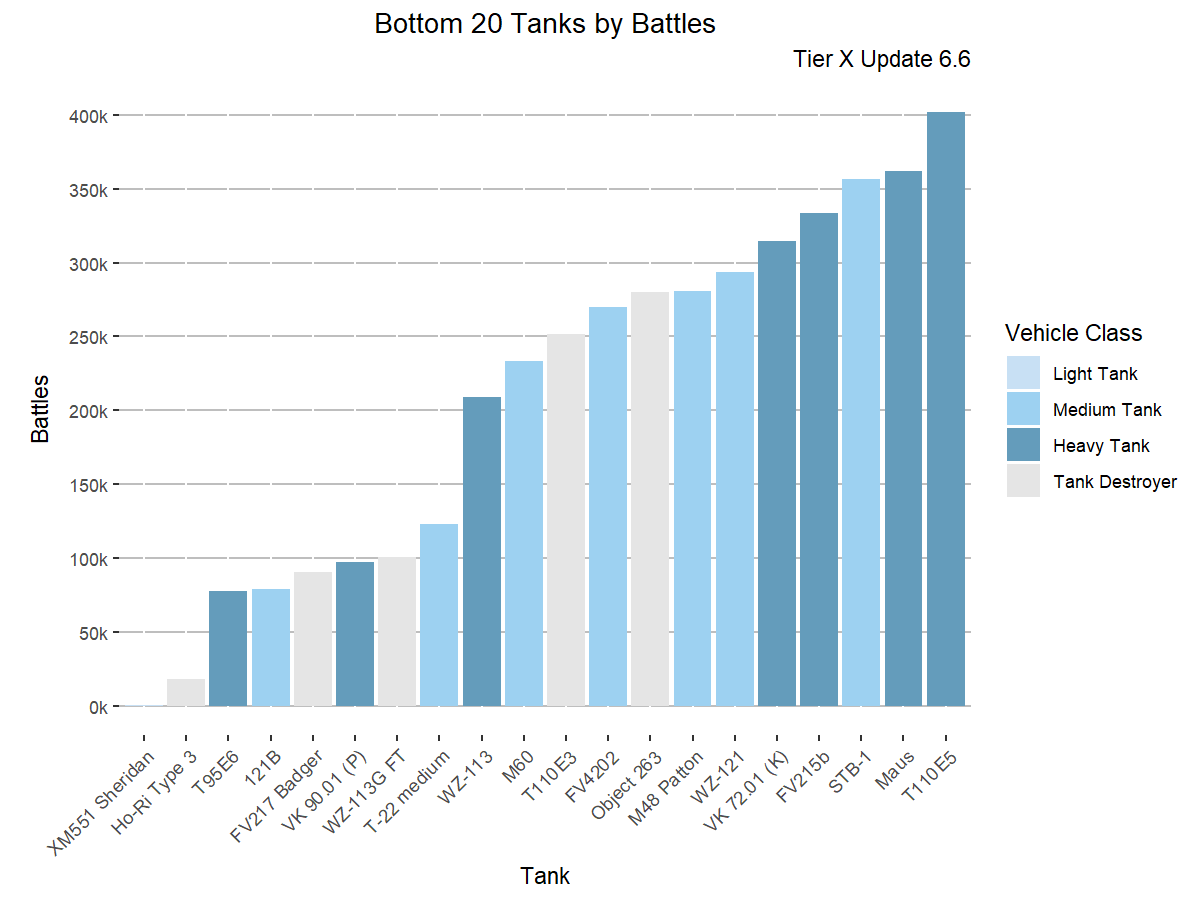 Bottom 20 Tanks by Battles
Tier X Update 6.6
400k
350k
300k
250k
200k
150k
100k
50k
0k
Battles
XM551 Sheridan
Ho-Ri Type 3
T95E6
121B
FV217 Badger
VK 90.01 (P)
WZ-113G FT
T-22 medium
WZ-113
M60
T110E3
FV4202
Object 263
M48 Patton
WZ-121
VK 72.01 (K)
FV215b
STB-1
Maus
T110E5
Tank
Vehicle Class
Light Tank
Medium Tank
Heavy Tank
Tank Destroyer